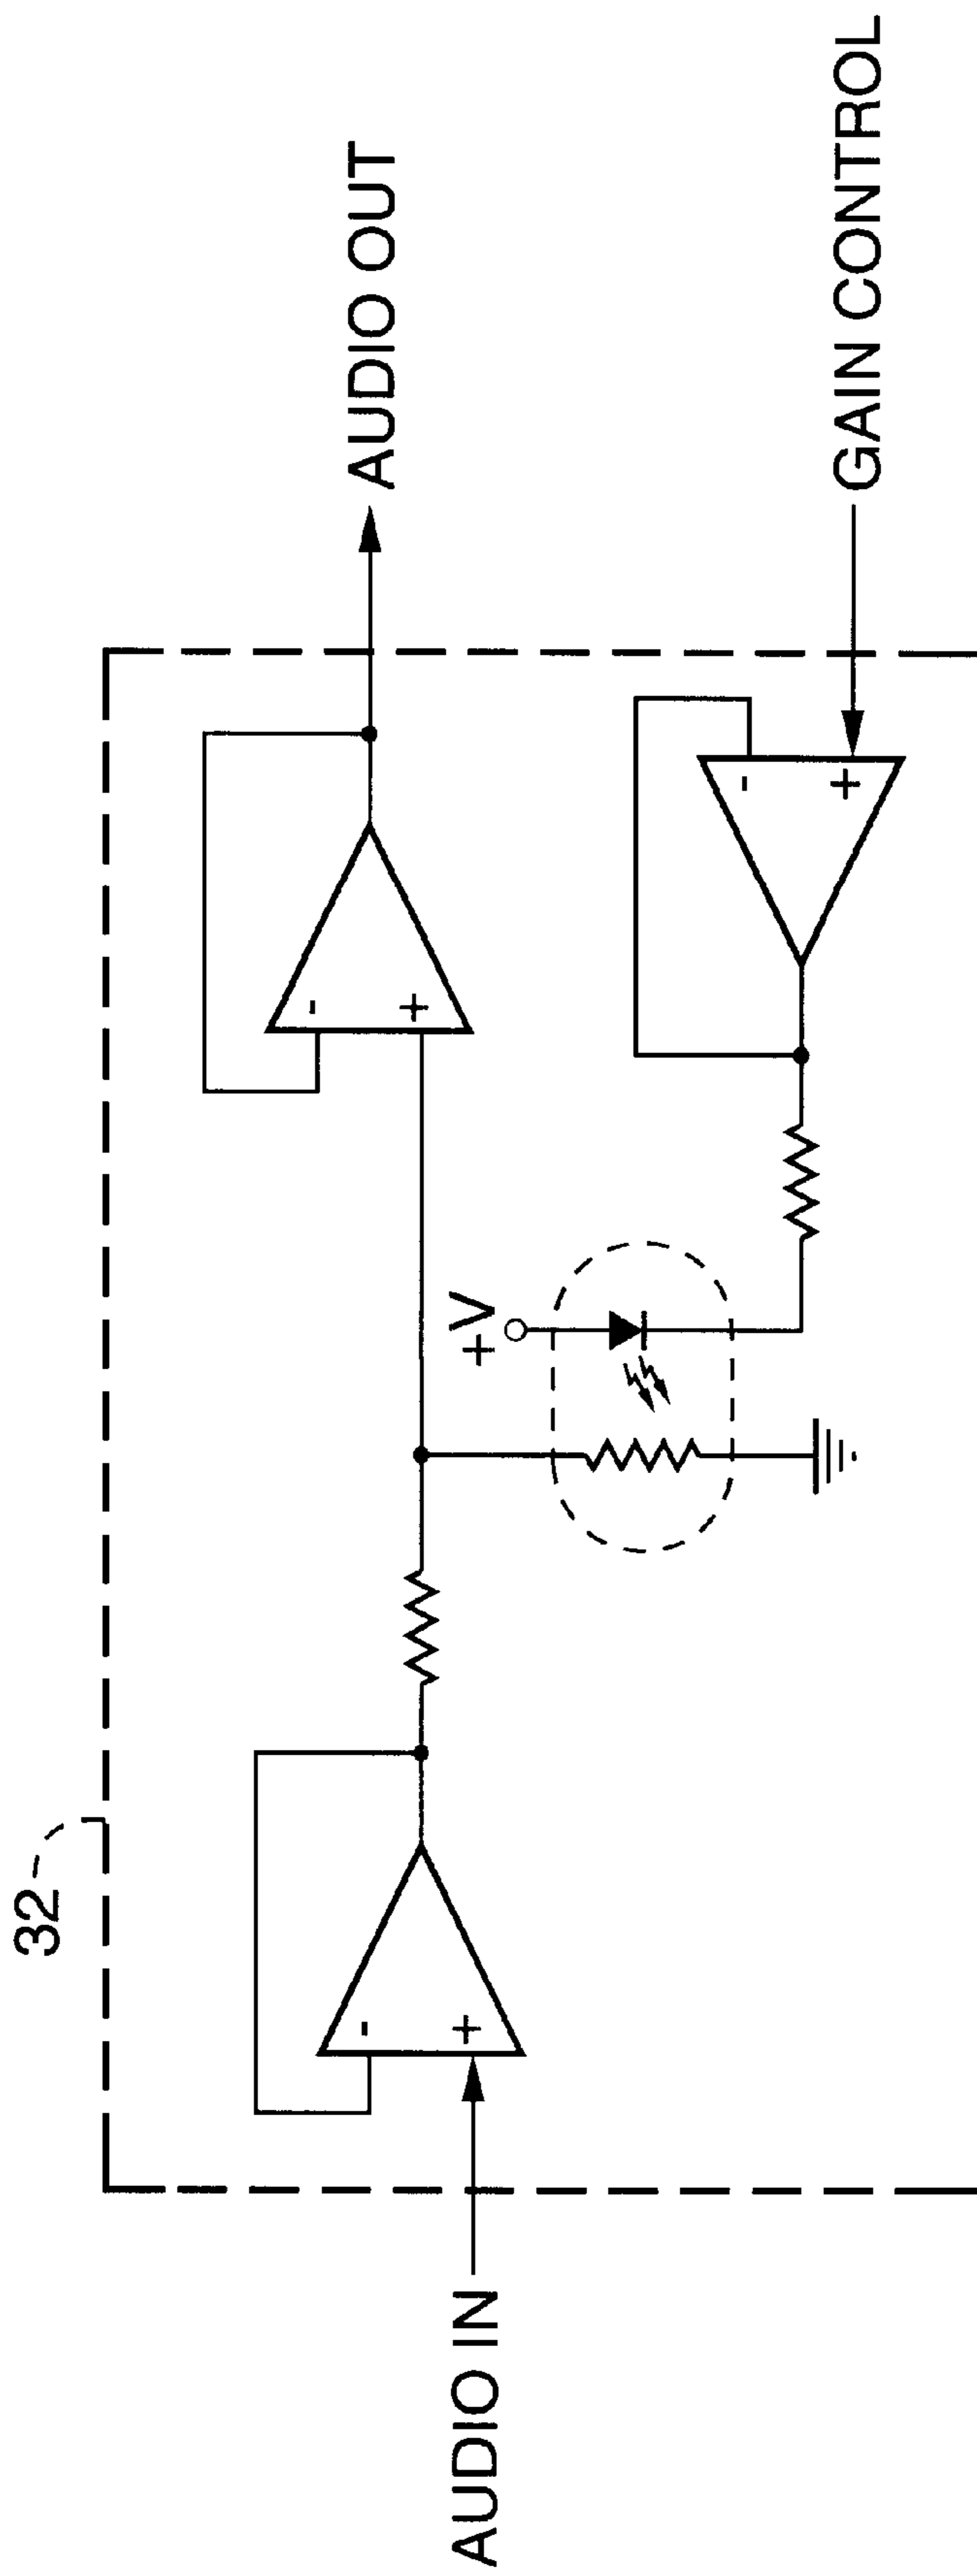 32
AUDIO IN
-
+
+V
-
+
AUDIO OUT
-
+
GAIN CONTROL